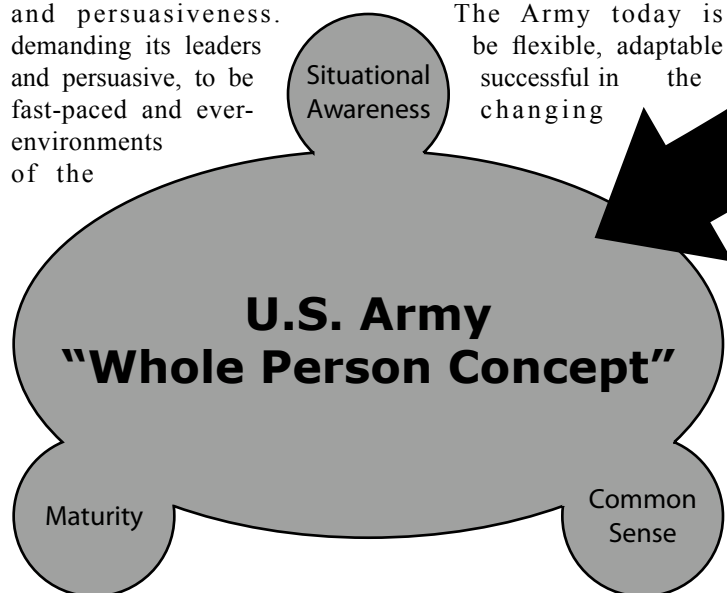 and persuasiveness. The Army today is
demanding its leaders be flexible, adaptable
and persuasive, to be successful in the
fast-paced and ever- changing
environments
of the
Situational
Awareness
U.S. Army
“Whole Person Concept”
Maturity
Common
Sense